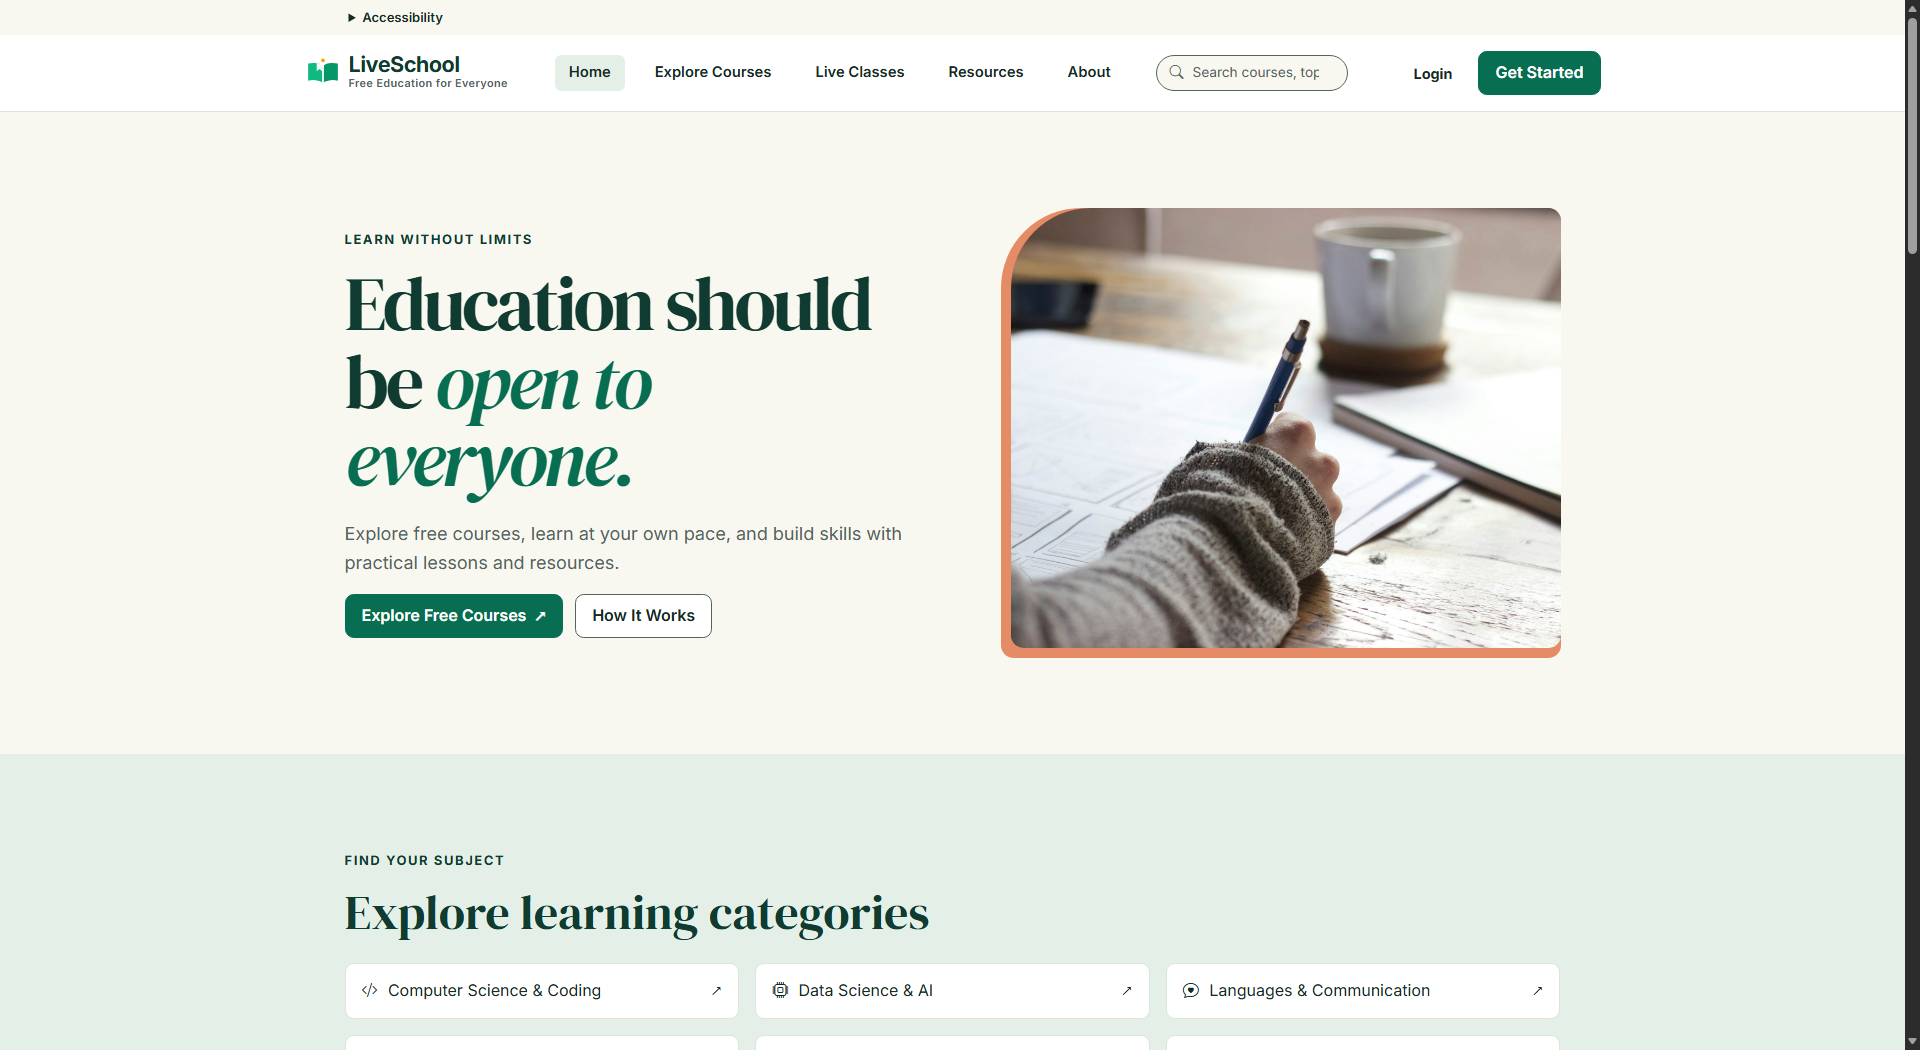 Accessibility
LiveSchool
Free Education for Everyone
Home
Explore Courses
Live Classes
Resources
About
Search courses, top
Login
Get Started
LEARN WITHOUT LIMITS
Education should
be open to
everyone.
Explore free courses, learn at your own pace, and build skills with
practical lessons and resources.
Explore Free Courses ↗
How It Works
FIND YOUR SUBJECT
Explore learning categories
Computer Science & Coding ↗
Data Science & AI ↗
Languages & Communication ↗